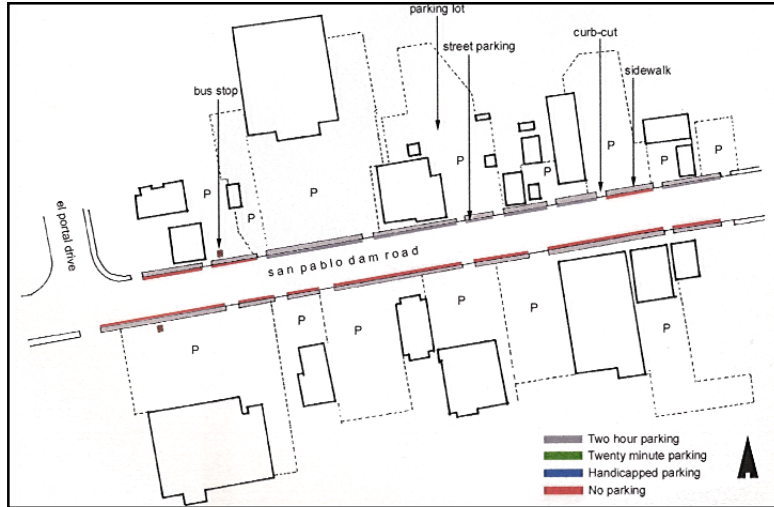 parking lot
street parking
curb-cut
sidewalk
bus stop
P
P
P
P
P
P
P
P
el portal drive
san pablo dam road
P
P
P
P
P
P
Two hour parking
Twenty minute parking
Handicapped parking
No parking